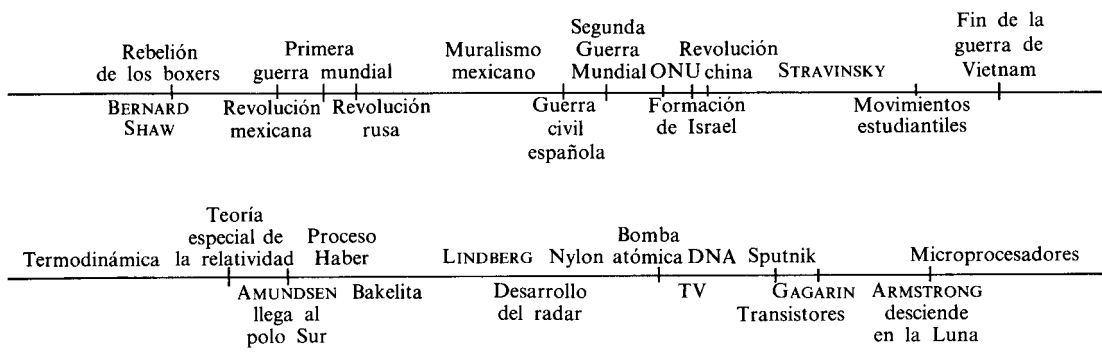 Rebelión
de los boxers
Primera
guerra mundial
Muralismo
mexicano
Segunda
Guerra
Mundial
ONU
Revolución
china
STRAVINSKY
Fin de la
guerra de
Vietnam
BERNARD
SHAW
Revolución
mexicana
Revolución
rusa
Guerra
civil
española
Formación
de Israel
Movimientos
estudiantiles
Termodinámica
Teoría
especial de
la relatividad
Proceso
Haber
LINDBERG
Nylon
Bomba
atómica
DNA
Sputnik
Microprocesadores
AMUNDSEN
llega al
polo Sur
Bakelita
Desarrollo
del radar
TV
GAGARIN
Transistores
ARMSTRONG
desciende
en la Luna